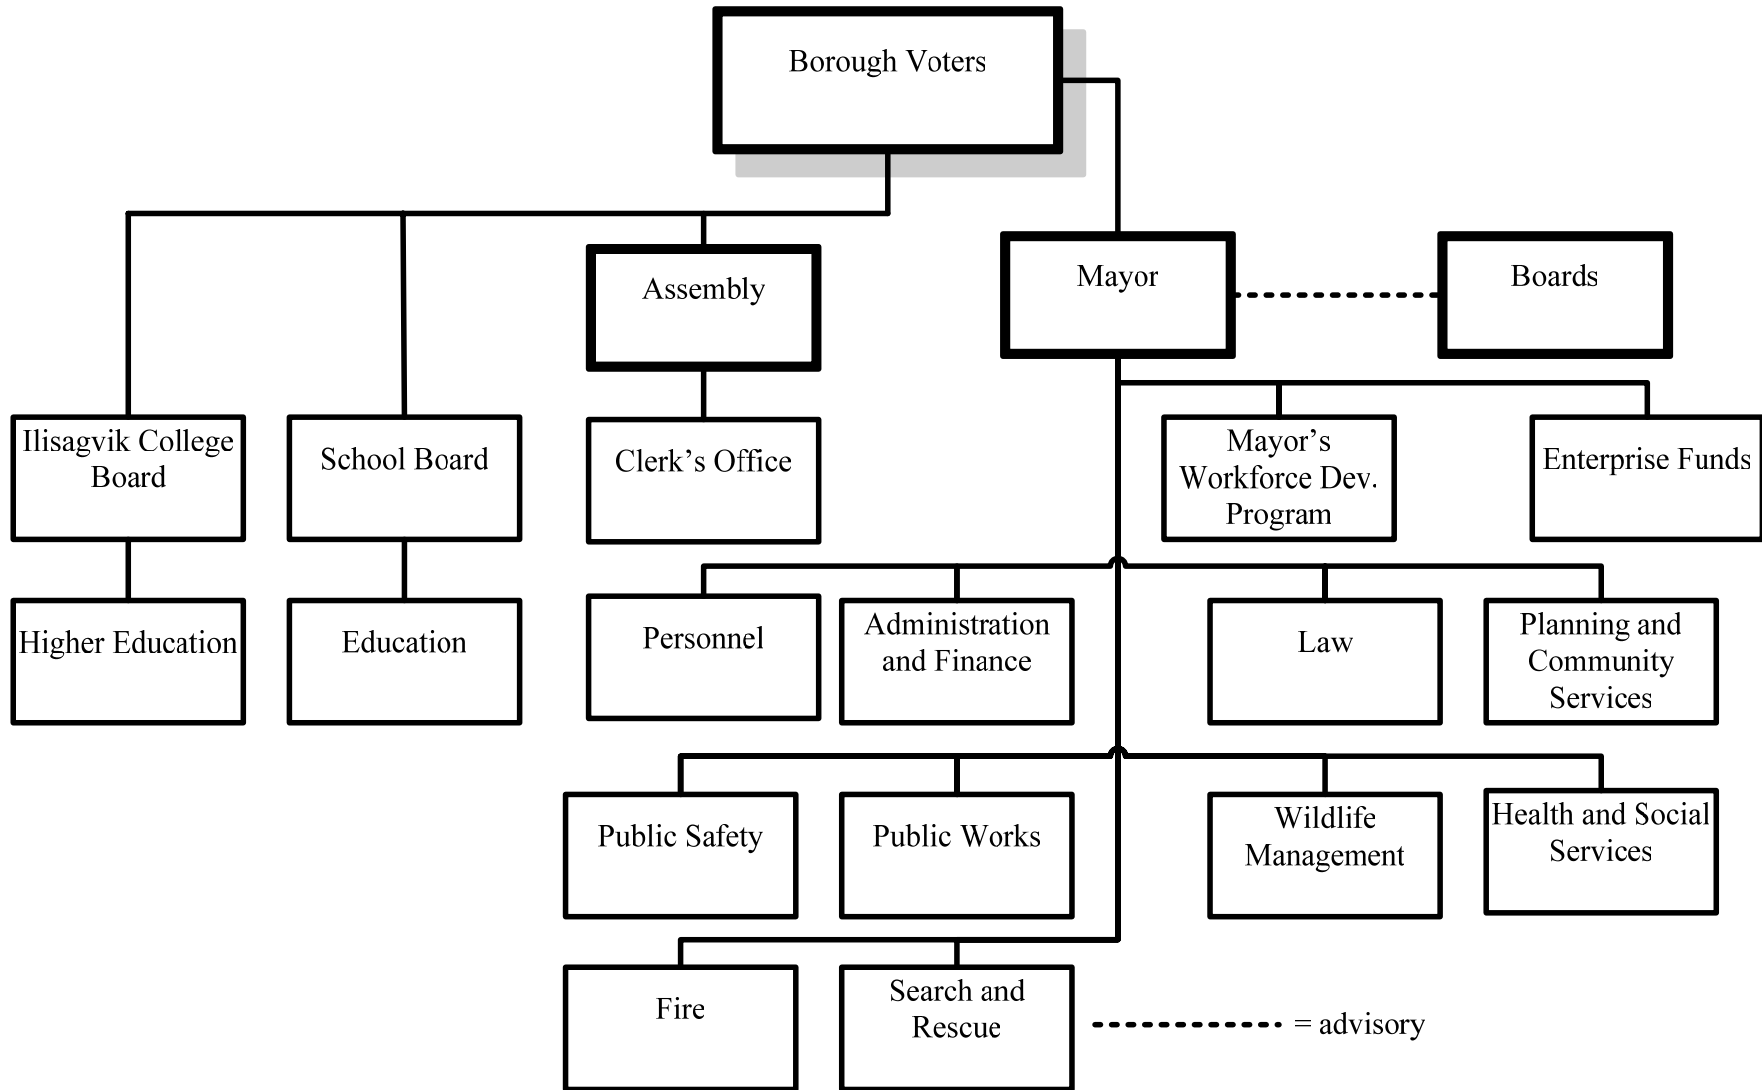 Borough Voters
Assembly
Mayor
Boards
Ilisagvik College
Board
School Board
Clerk’s Office
Mayor’s
Workforce Dev.
Program
Enterprise Funds
Higher Education
Education
Personnel
Administration
and Finance
Law
Planning and
Community
Services
Public Safety
Public Works
Wildlife
Management
Health and Social
Services
Fire
Search and
Rescue
= advisory